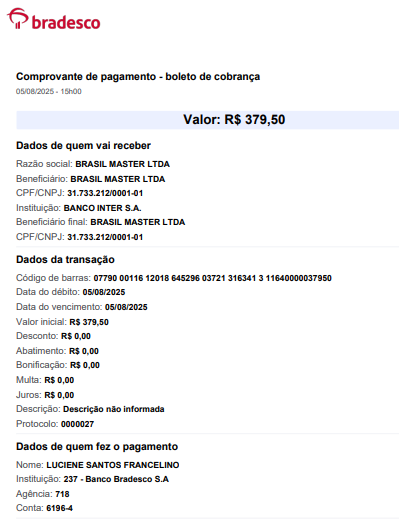 bradesco
Comprovante de pagamento - boleto de cobrança
05/08/2025 - 15h00
Valor: R$ 379,50
Dados de quem vai receber
Razão social: BRASIL MASTER LTDA
Beneficiário: BRASIL MASTER LTDA
CPF/CNPJ: 31.733.212/0001-01
Instituição: BANCO INTER S.A.
Beneficiário final: BRASIL MASTER LTDA
CPF/CNPJ: 31.733.212/0001-01
Dados da transação
Código de barras: 07790 00116 12018 645296 03721 316341 3 11640000037950
Data do débito: 05/08/2025
Data do vencimento: 05/08/2025
Valor inicial: R$ 379,50
Desconto: R$ 0,00
Abatimento: R$ 0,00
Bonificação: R$ 0,00
Multa: R$ 0,00
Juros: R$ 0,00
Descrição: Descrição não informada
Protocolo: 0000027
Dados de quem fez o pagamento
Nome: LUCIENE SANTOS FRANCELINO
Instituição: 237 - Banco Bradesco S.A
Agência: 718
Conta: 6196-4